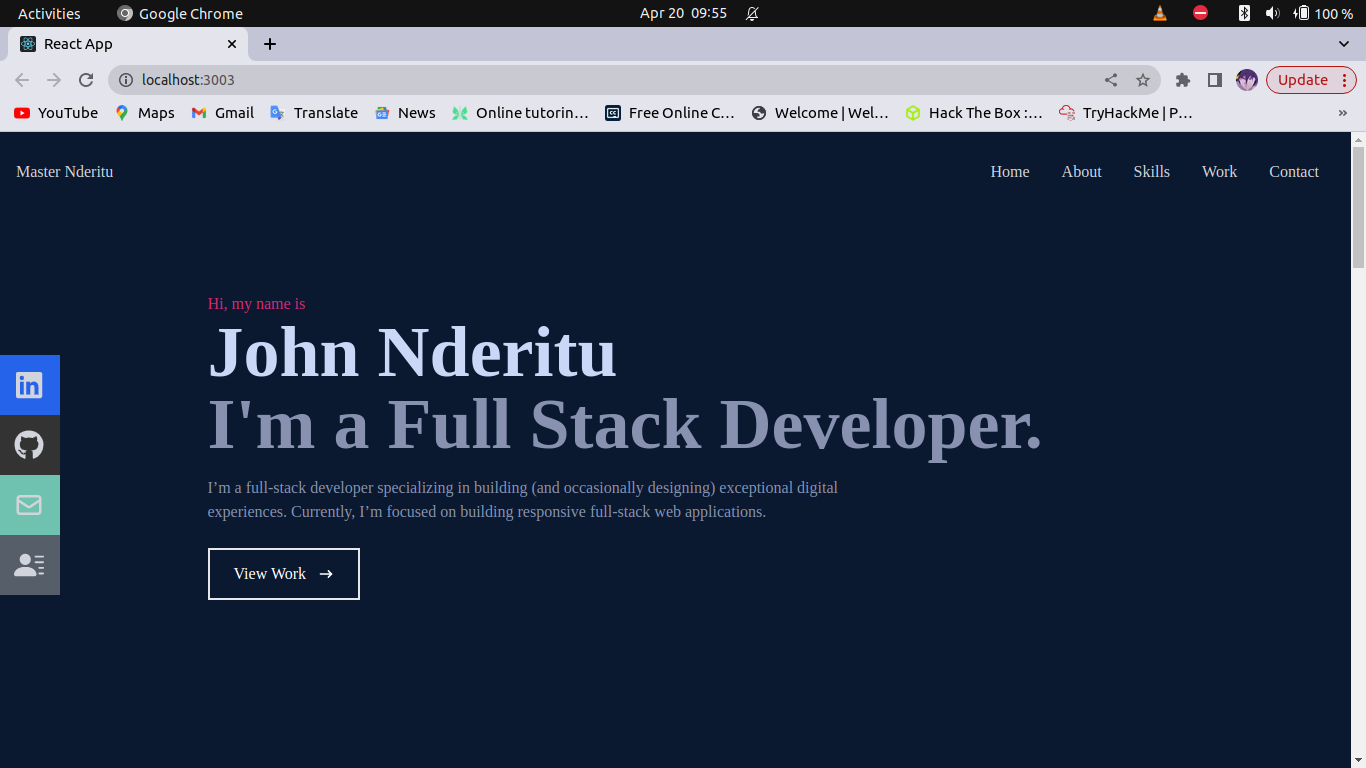 Activities Google Chrome Apr 20 09:55 100 %
React App
localhost:3003 Update
YouTube Maps Gmail Translate News Online tutorin… Free Online C… Welcome | Wel… Hack The Box :… TryHackMe | P… »
Master Nderitu Home About Skills Work Contact
Hi, my name is
John Nderitu
I'm a Full Stack Developer.
I’m a full-stack developer specializing in building (and occasionally designing) exceptional digital
experiences. Currently, I’m focused on building responsive full-stack web applications.
View Work →